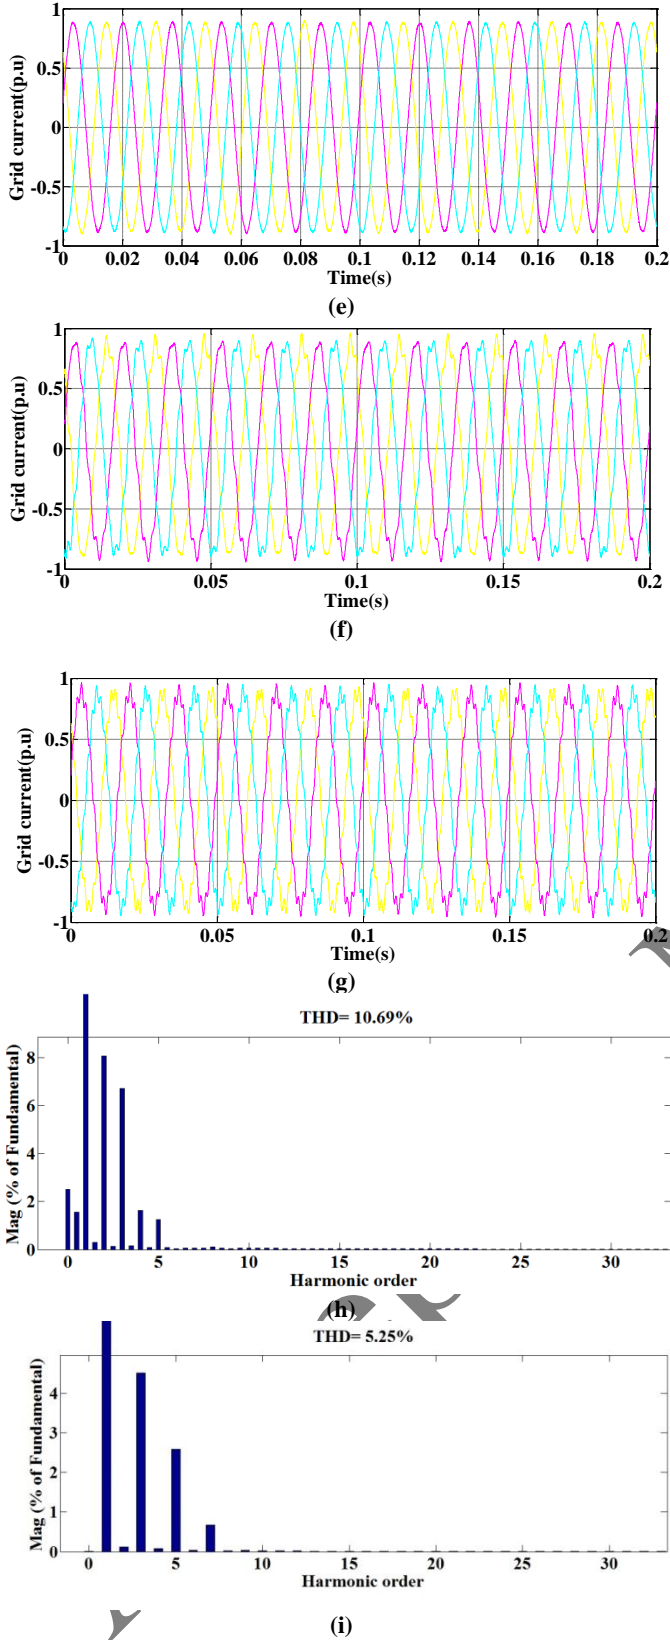 1
0.5
0
-0.5
-1
Grid current(p.u)
0 0.02 0.04 0.06 0.08 0.1 0.12 0.14 0.16 0.18 0.2
Time(s)
(e)
1
0.5
0
-0.5
-1
Grid current(p.u)
0 0.05 0.1 0.15 0.2
Time(s)
(f)
1
0.5
0
-0.5
-1
Grid current(p.u)
0 0.05 0.1 0.15 0.2
Time(s)
(g)
THD= 10.69%
8
6
4
2
0
Mag (% of Fundamental)
0 5 10 15 20 25 30
Harmonic order
(h)
THD= 5.25%
4
3
2
1
0
Mag (% of Fundamental)
0 5 10 15 20 25 30
Harmonic order
(i)